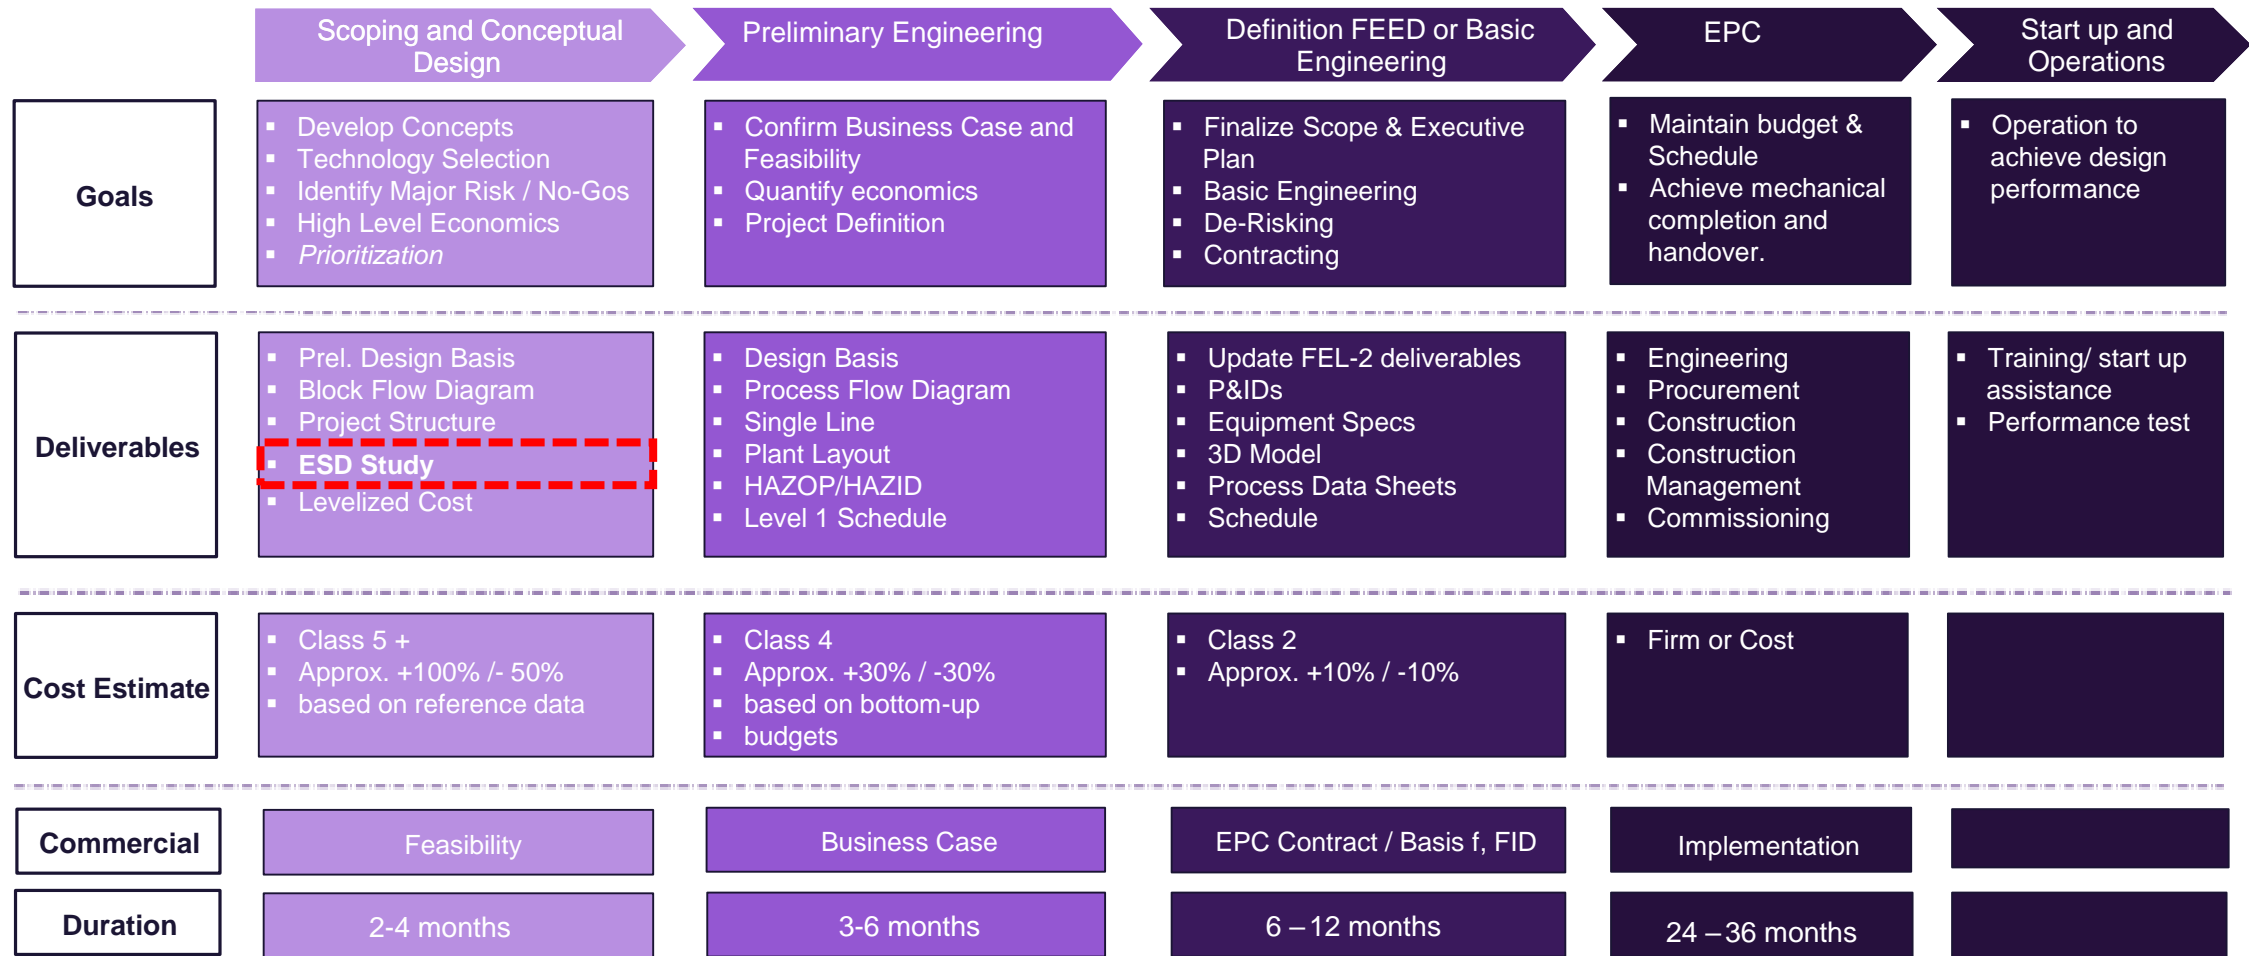 Scoping and Conceptual
Design
Preliminary Engineering
Definition FEED or Basic
Engineering
EPC
Start up and
Operations
Goals
▪ Develop Concepts
▪ Technology Selection
▪ Identify Major Risk / No-Gos
▪ High Level Economics
▪ Prioritization
▪ Confirm Business Case and
Feasibility
▪ Quantify economics
▪ Project Definition
▪ Finalize Scope & Executive
Plan
▪ Basic Engineering
▪ De-Risking
▪ Contracting
▪ Maintain budget &
Schedule
▪ Achieve mechanical
completion and
handover.
▪ Operation to
achieve design
performance
Deliverables
▪ Prel. Design Basis
▪ Block Flow Diagram
▪ Project Structure
▪ ESD Study
▪ Levelized Cost
▪ Design Basis
▪ Process Flow Diagram
▪ Single Line
▪ Plant Layout
▪ HAZOP/HAZID
▪ Level 1 Schedule
▪ Update FEL-2 deliverables
▪ P&IDs
▪ Equipment Specs
▪ 3D Model
▪ Process Data Sheets
▪ Schedule
▪ Engineering
▪ Procurement
▪ Construction
▪ Construction
Management
▪ Commissioning
▪ Training/ start up
assistance
▪ Performance test
Cost Estimate
▪ Class 5 +
▪ Approx. +100% /- 50%
▪ based on reference data
▪ Class 4
▪ Approx. +30% / -30%
▪ based on bottom-up
▪ budgets
▪ Class 2
▪ Approx. +10% / -10%
▪ Firm or Cost
Commercial
Feasibility
Business Case
EPC Contract / Basis f, FID
Implementation
Duration
2-4 months
3-6 months
6 – 12 months
24 – 36 months